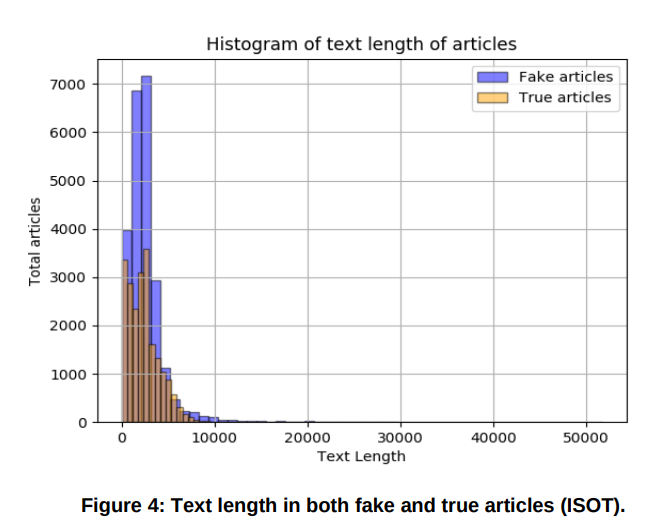 Histogram of text length of articles
Fake articles
True articles
Total articles
7000
6000
5000
4000
3000
2000
1000
0
0 10000 20000 30000 40000 50000
Text Length
Figure 4: Text length in both fake and true articles (ISOT).